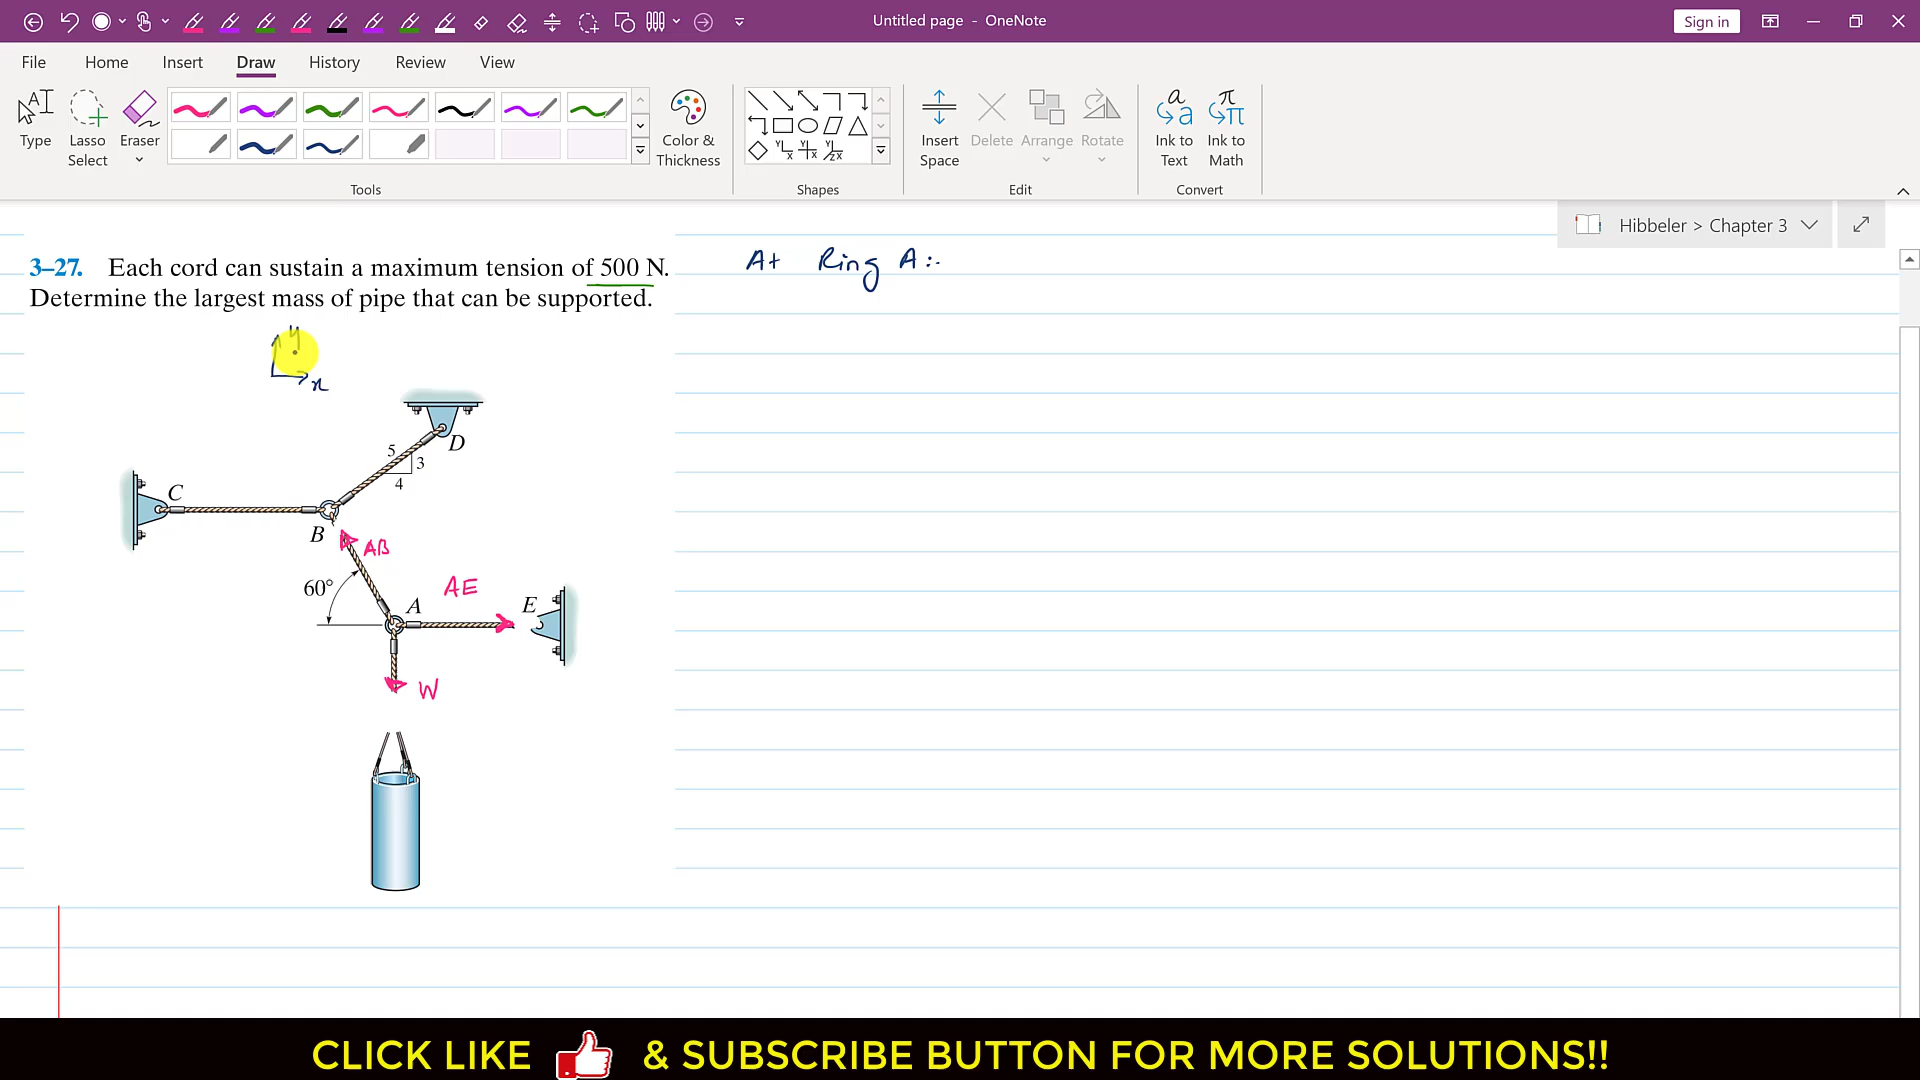 Untitled page - OneNote
Sign in
File Home Insert Draw History Review View
Type
Lasso Select
Eraser
Color & Thickness
Insert Space
Delete
Arrange
Rotate
Ink to Text
Ink to Math
Tools
Shapes
Edit
Convert
Hibbeler > Chapter 3
3–27. Each cord can sustain a maximum tension of 500 N.
Determine the largest mass of pipe that can be supported.
At Ring A:-
y
x
D
5
3
4
C
B
AB
60°
A
AE
E
W
CLICK LIKE & SUBSCRIBE BUTTON FOR MORE SOLUTIONS!!